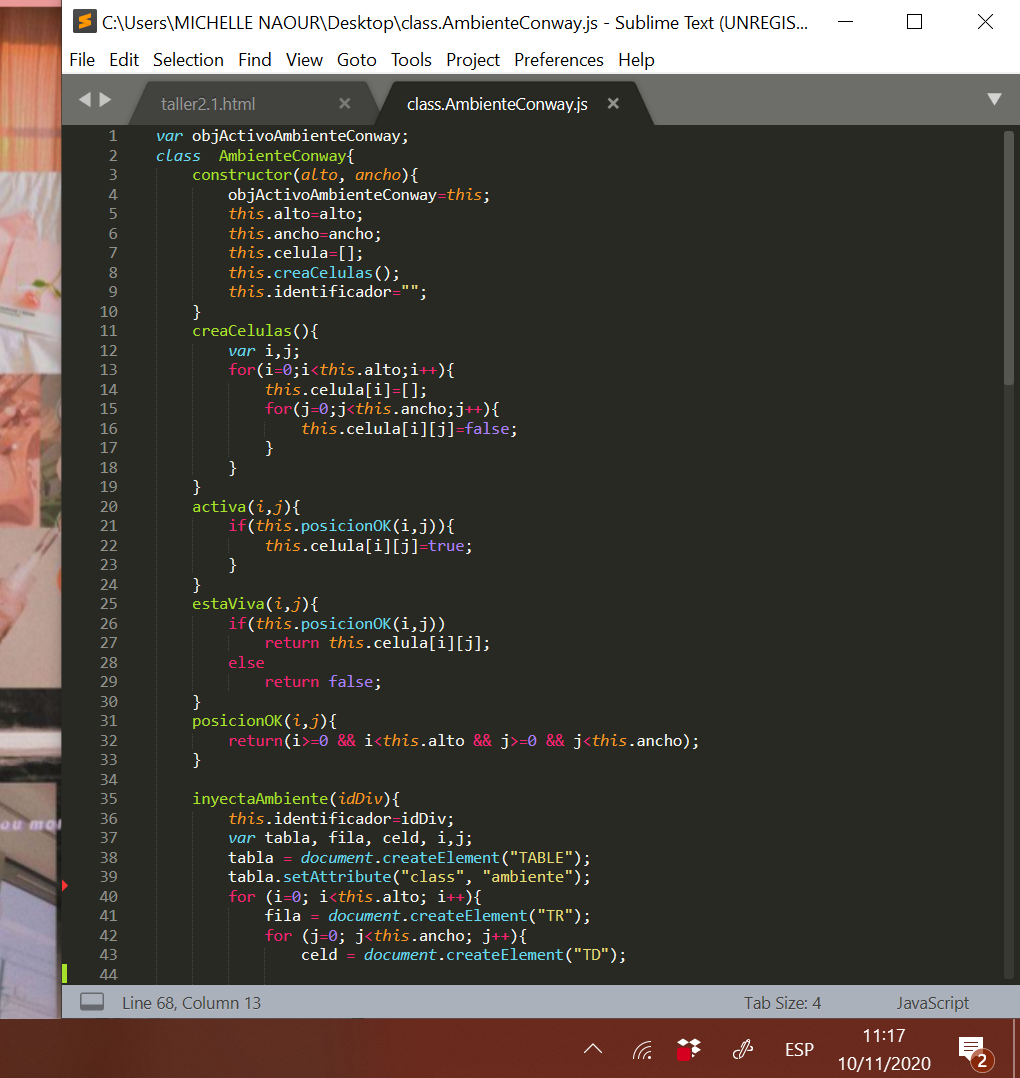 C:\Users\MICHELLE NAOUR\Desktop\class.AmbienteConway.js - Sublime Text (UNREGIS...
File Edit Selection Find View Goto Tools Project Preferences Help
taller2.1.html class.AmbienteConway.js
1 var objActivoAmbienteConway;
2 class  AmbienteConway{
3     constructor(alto, ancho){
4         objActivoAmbienteConway=this;
5         this.alto=alto;
6         this.ancho=ancho;
7         this.celula=[];
8         this.creaCelulas();
9         this.identificador="";
10     }
11     creaCelulas(){
12         var i,j;
13         for(i=0;i<this.alto;i++){
14             this.celula[i]=[];
15             for(j=0;j<this.ancho;j++){
16                 this.celula[i][j]=false;
17             }
18         }
19     }
20     activa(i,j){
21         if(this.posicionOK(i,j)){
22             this.celula[i][j]=true;
23         }
24     }
25     estaViva(i,j){
26         if(this.posicionOK(i,j))
27             return this.celula[i][j];
28         else
29             return false;
30     }
31     posicionOK(i,j){
32         return(i>=0 && i<this.alto && j>=0 && j<this.ancho);
33     }
34
35     inyectaAmbiente(idDiv){
36         this.identificador=idDiv;
37         var tabla, fila, celd, i,j;
38         tabla = document.createElement("TABLE");
39         tabla.setAttribute("class", "ambiente");
40         for (i=0; i<this.alto; i++){
41             fila = document.createElement("TR");
42             for (j=0; j<this.ancho; j++){
43                 celd = document.createElement("TD");
44
Line 68, Column 13 Tab Size: 4 JavaScript
ESP
11:17
10/11/2020
2